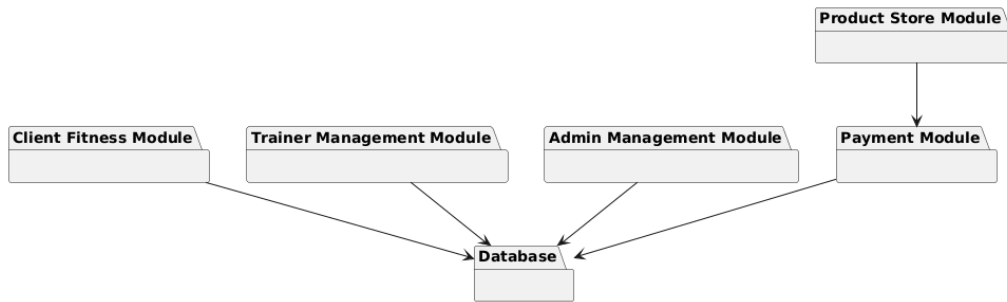 Product Store Module
Client Fitness Module
Trainer Management Module
Admin Management Module
Payment Module
Database